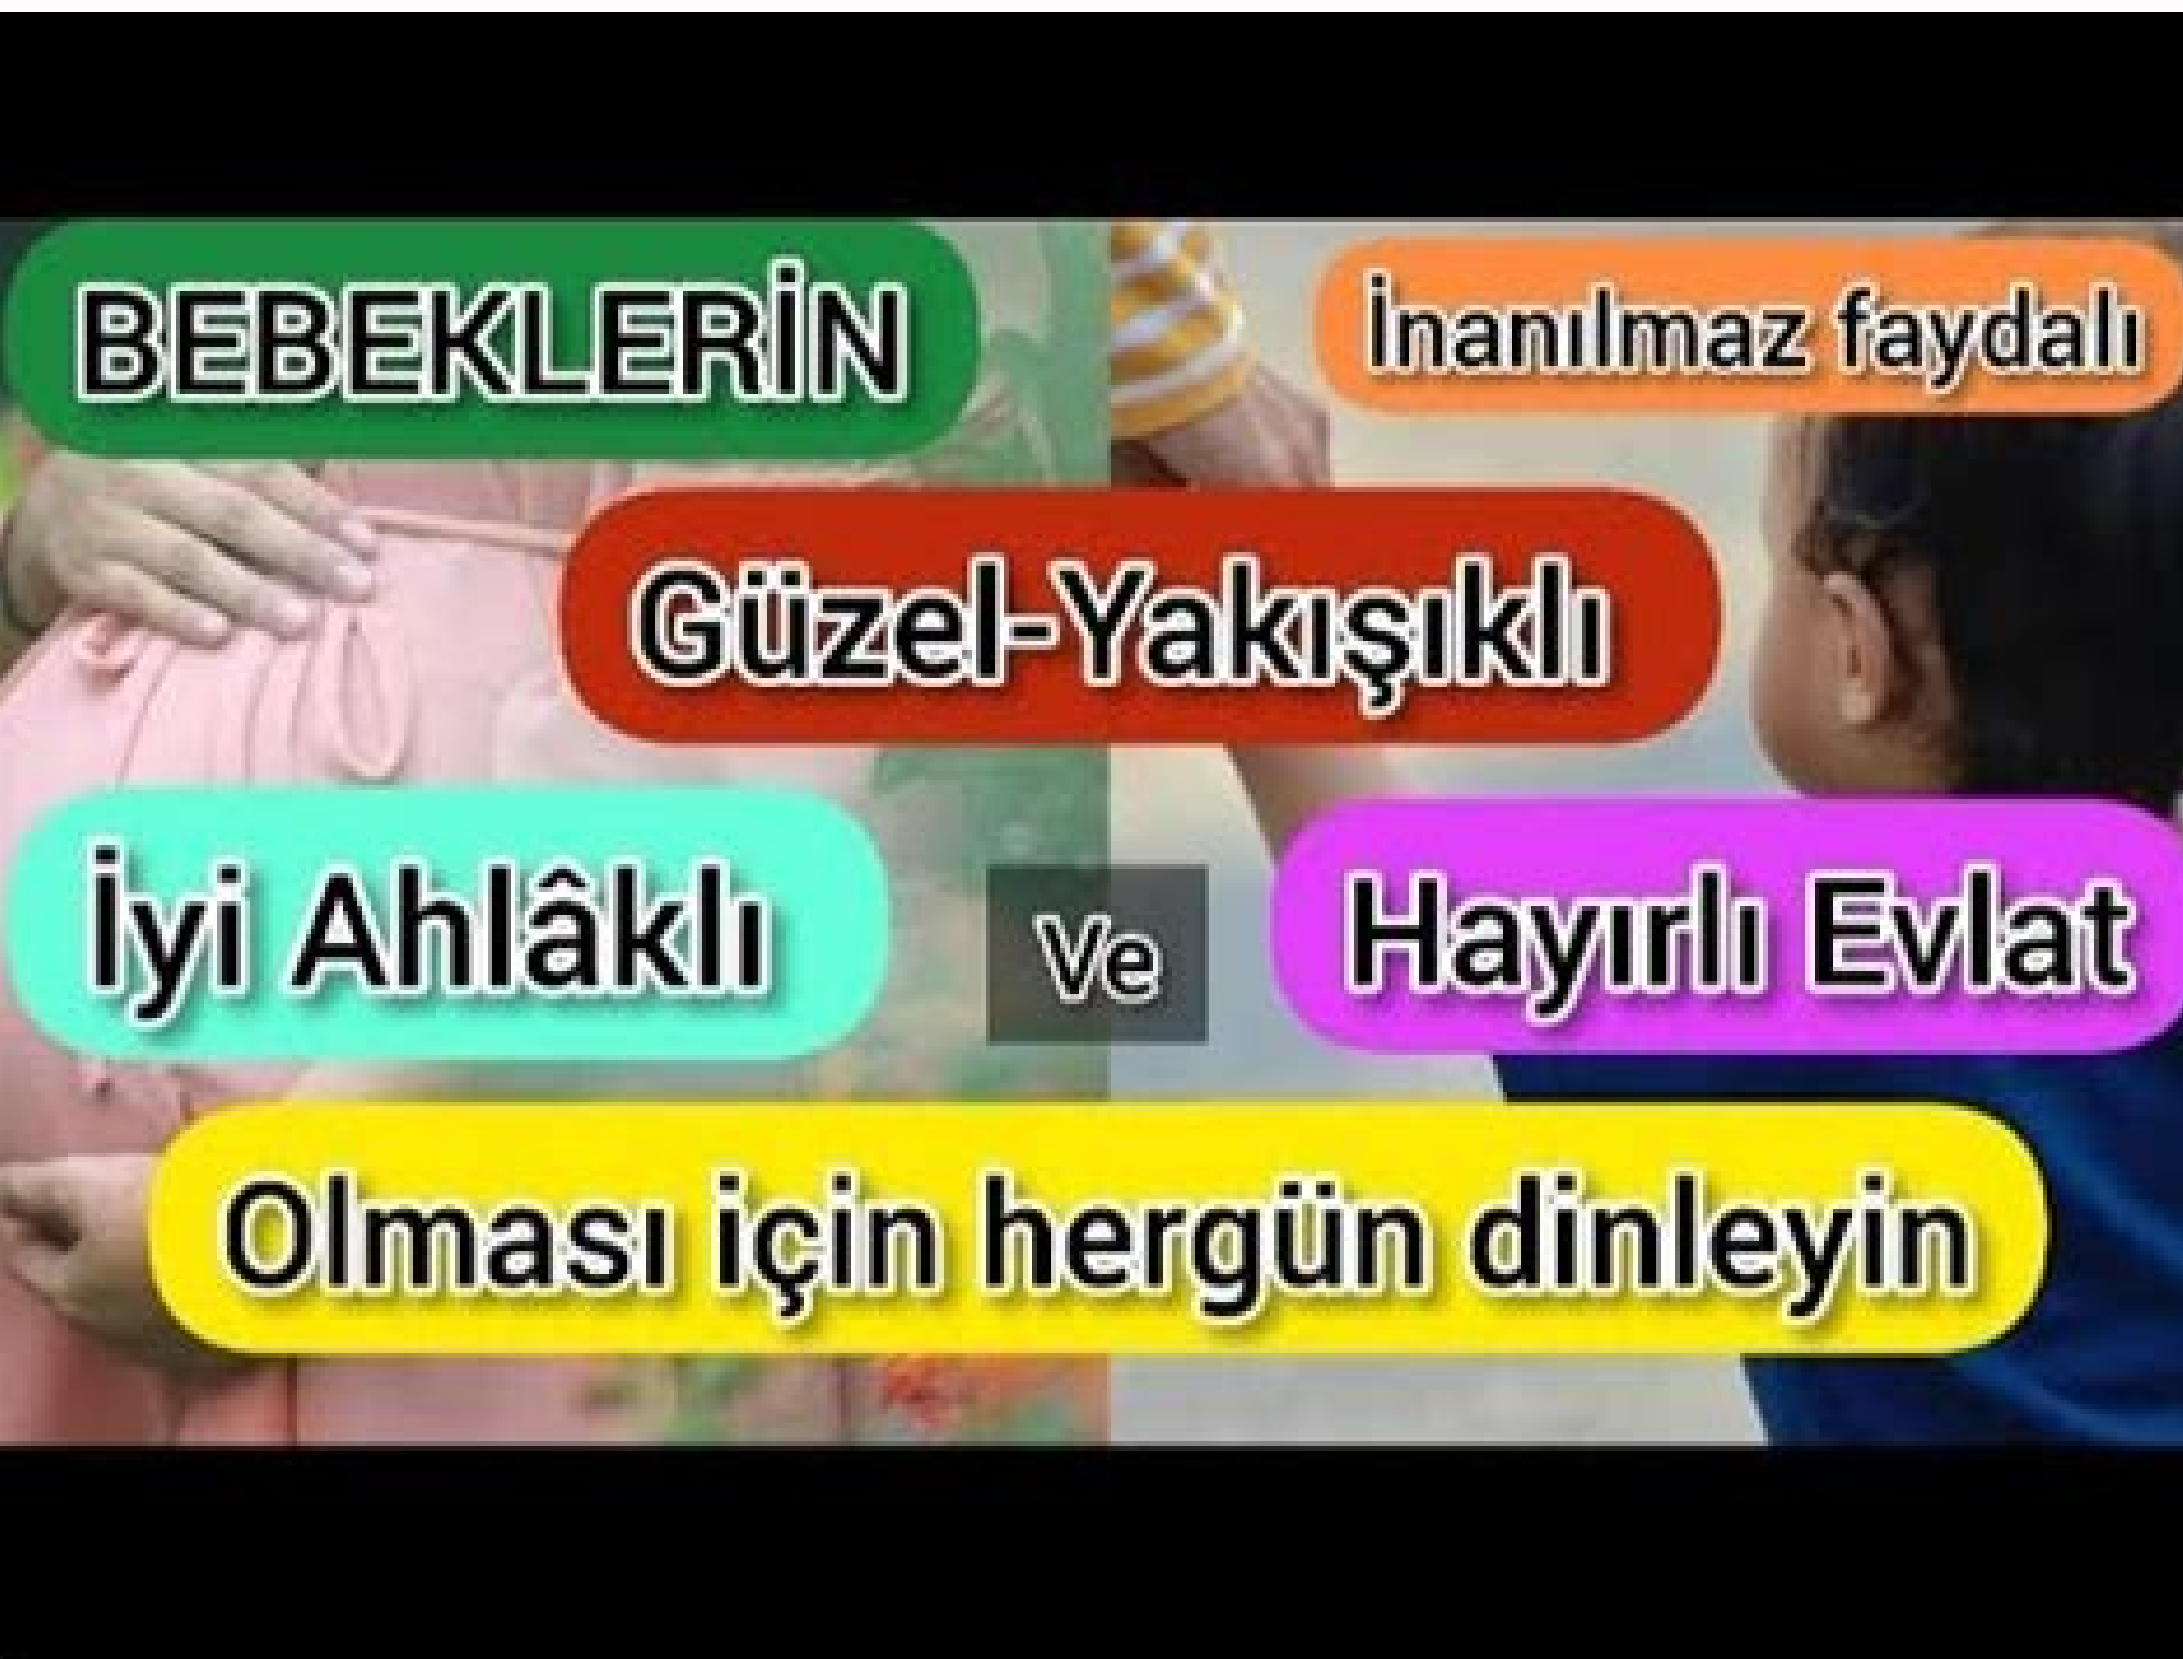 BEBEKLERİN
İnanılmaz faydalı
Güzel-Yakışıklı
İyi Ahlâklı
Ve
Hayırlı Evlat
Olması için hergün dinleyin